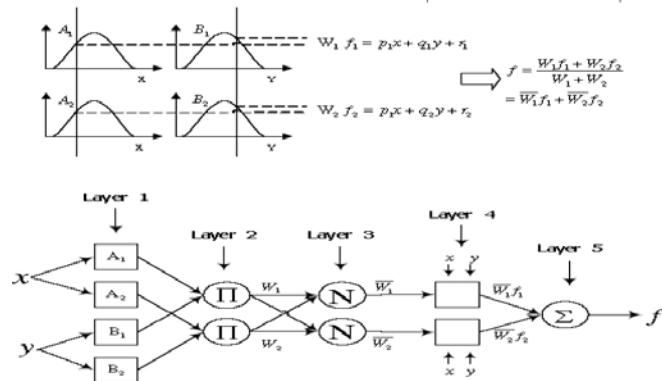 A₁ B₁ W₁ f₁ = p₁x + q₁y + r₁
X Y
f = W₁f₁ + W₂f₂ / W₁ + W₂
= W̅₁f₁ + W̅₂f₂
A₂ B₂ W₂ f₂ = p₁x + q₂y + r₂
X Y
Layer 1 Layer 2 Layer 3 Layer 4 Layer 5
x y
A₁
x A₂ Π W₁ N W̅₁ W̅₁f₁
Σ f
y B₁ Π W₂ N W̅₂ W̅₂f₂
B₂
x y